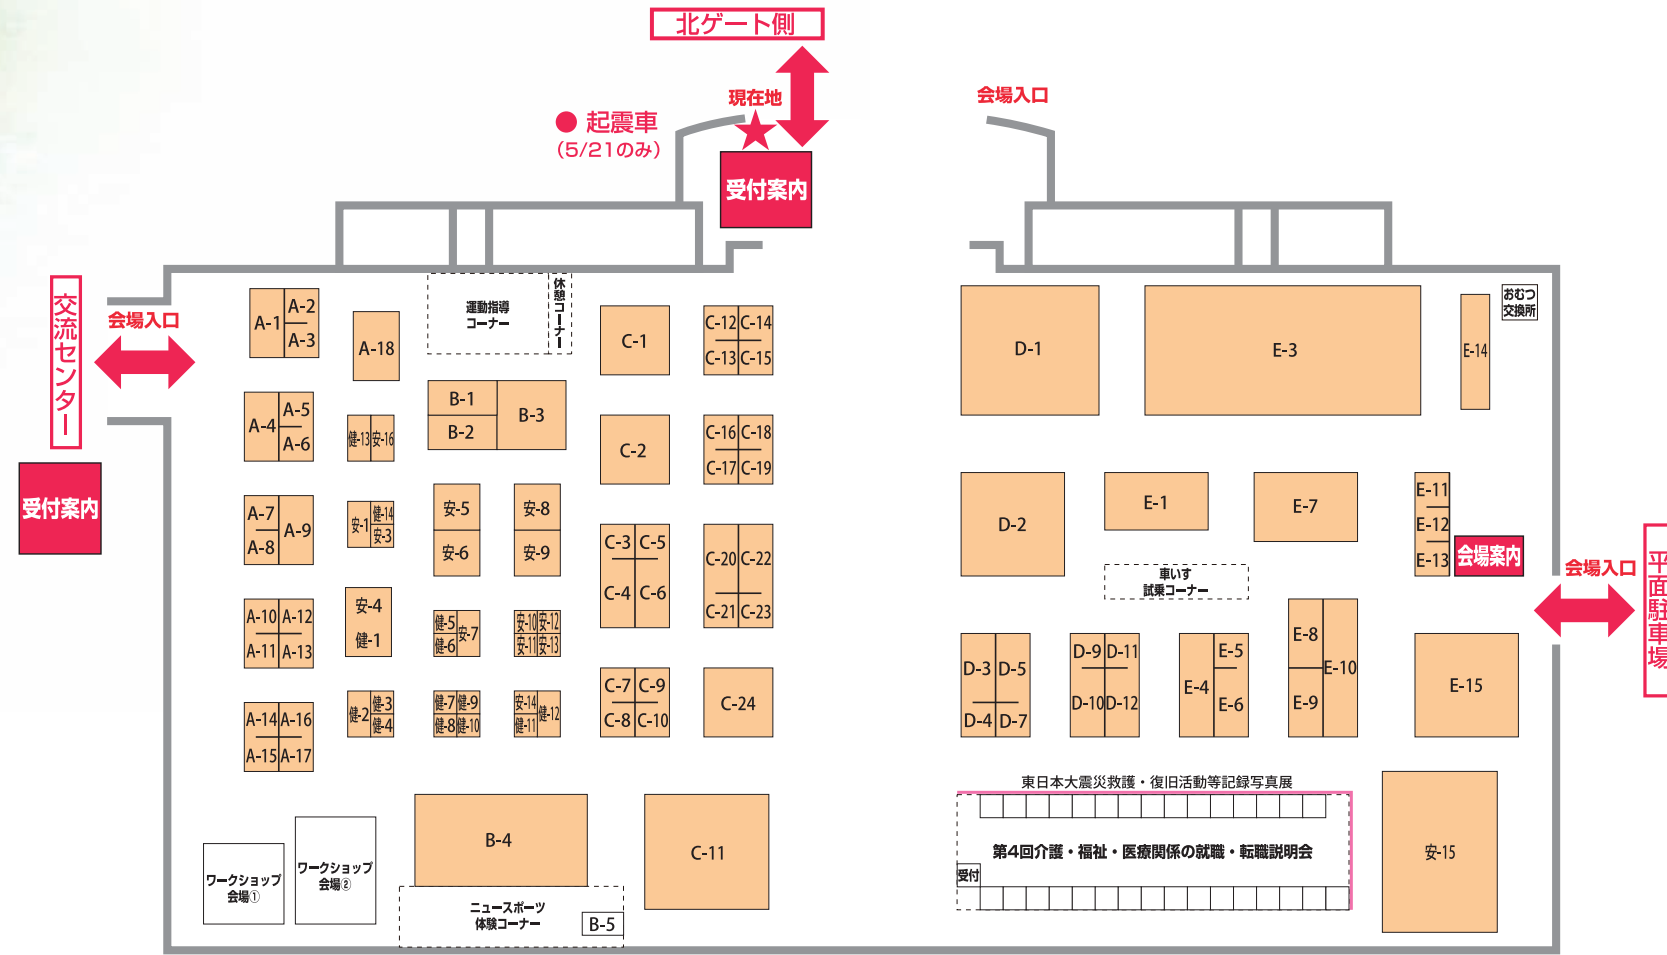 北ゲート側
現在地
会場入口
● 起震車
(5/21のみ)
受付案内
交流センター
会場入口
受付案内
A-1
A-2
A-3
A-18
運動指導
コーナー
休憩コーナー
C-1
C-12
C-14
C-13
C-15
D-1
E-3
E-14
おむつ
交換所
A-4
A-5
A-6
健-13
安-16
B-1
B-2
B-3
C-2
C-16
C-18
C-17
C-19
A-7
A-8
A-9
安-1
健-14
安-3
安-5
安-6
安-8
安-9
C-3
C-5
C-4
C-6
C-20
C-22
C-21
C-23
D-2
E-1
E-7
E-11
E-12
E-13
会場案内
会場入口
平面駐車場
車いす
試乗コーナー
A-10
A-12
A-11
A-13
安-4
健-1
健-5
健-6
安-7
安-10
安-12
安-11
安-13
D-3
D-5
D-4
D-7
D-9
D-11
D-10
D-12
E-4
E-5
E-6
E-8
E-9
E-10
E-15
A-14
A-16
A-15
A-17
健-2
健-3
健-4
健-7
健-9
健-8
健-10
安-14
健-11
健-12
C-7
C-9
C-8
C-10
C-24
東日本大震災救護・復旧活動等記録写真展
第4回介護・福祉・医療関係の就職・転職説明会
受付
安-15
B-4
C-11
ワークショップ
会場①
ワークショップ
会場②
ニュースポーツ
体験コーナー
B-5